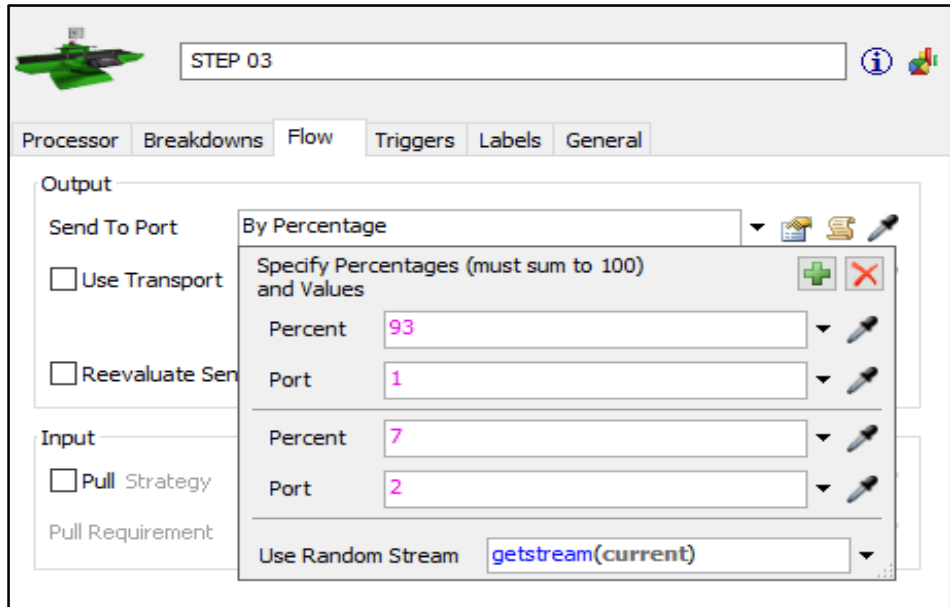 STEP 03
Processor Breakdowns Flow Triggers Labels General
Output
Send To Port By Percentage
Use Transport
Specify Percentages (must sum to 100)
and Values
Percent 93
Reevaluate Sen
Port 1
Input
Percent 7
Pull Strategy
Port 2
Pull Requirement
Use Random Stream getstream(current)